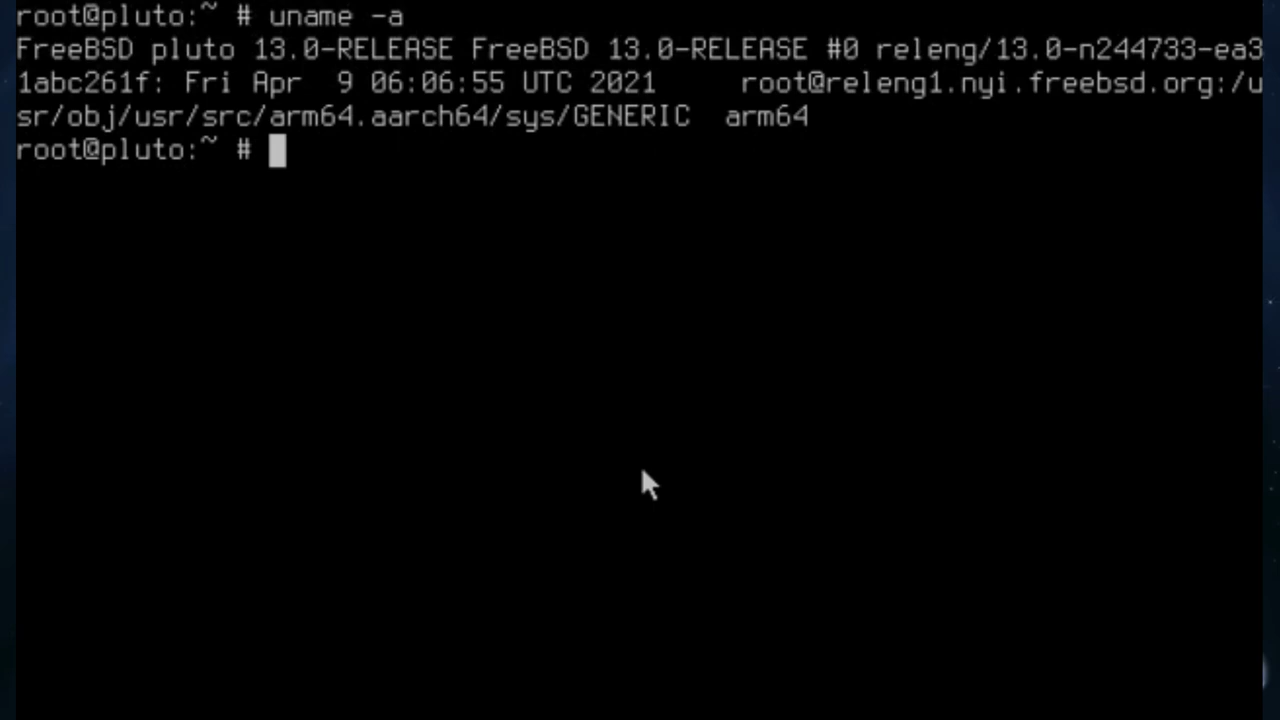 root@pluto:~ # uname -a
FreeBSD pluto 13.0-RELEASE FreeBSD 13.0-RELEASE #0 releng/13.0-n244733-ea3
1abc261f: Fri Apr  9 06:06:55 UTC 2021     root@releng1.nyi.freebsd.org:/u
sr/obj/usr/src/arm64.aarch64/sys/GENERIC  arm64
root@pluto:~ #